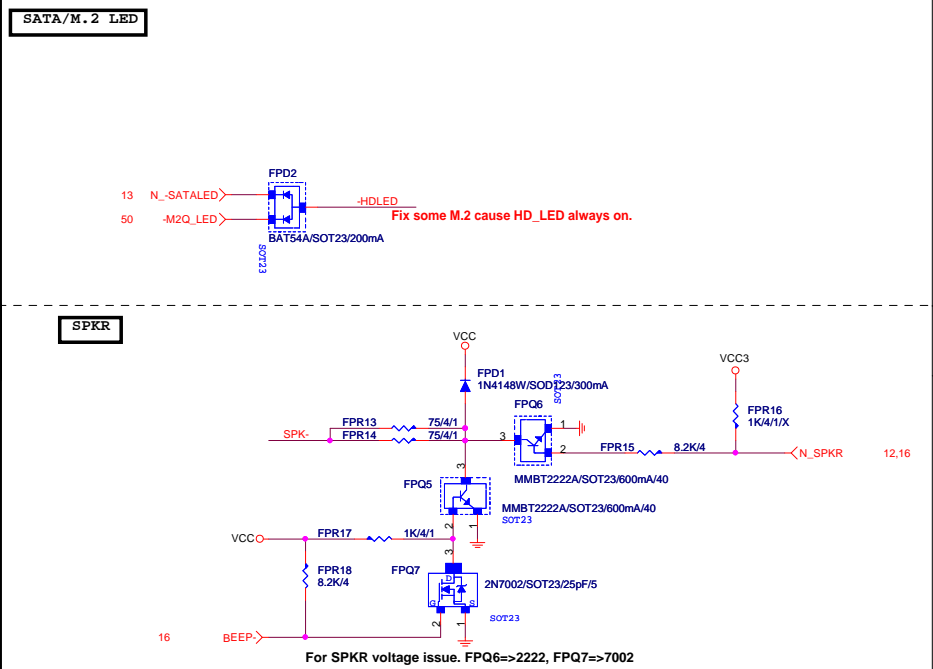 SATA/M.2 LED
FPD2
13 N_-SATALED
-HDLED
50 -M2Q_LED
Fix some M.2 cause HD_LED always on.
BAT54A/SOT23/200mA
SOT23
SPKR
VCC
VCC3
FPD1
1N4148W/SOD123/300mA
SOT23
FPQ6
FPR16
1K/4/1/X
FPR13 75/4/1
1
SPK-
FPR14 75/4/1
3
2
FPR15 8.2K/4
N_SPKR 12,16
3
MMBT2222A/SOT23/600mA/40
FPQ5
MMBT2222A/SOT23/600mA/40
SOT23
2
1
VCC
FPR17 1K/4/1
3
FPR18
8.2K/4
FPQ7
D
2N7002/SOT23/25pF/5
G
S
SOT23
2
1
16 BEEP-
For SPKR voltage issue. FPQ6=>2222, FPQ7=>7002